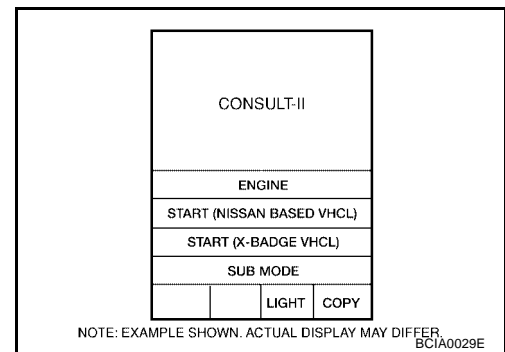 CONSULT-II
ENGINE
START (NISSAN BASED VHCL)
START (X-BADGE VHCL)
SUB MODE
LIGHT COPY
NOTE: EXAMPLE SHOWN. ACTUAL DISPLAY MAY DIFFER.
BCIA0029E